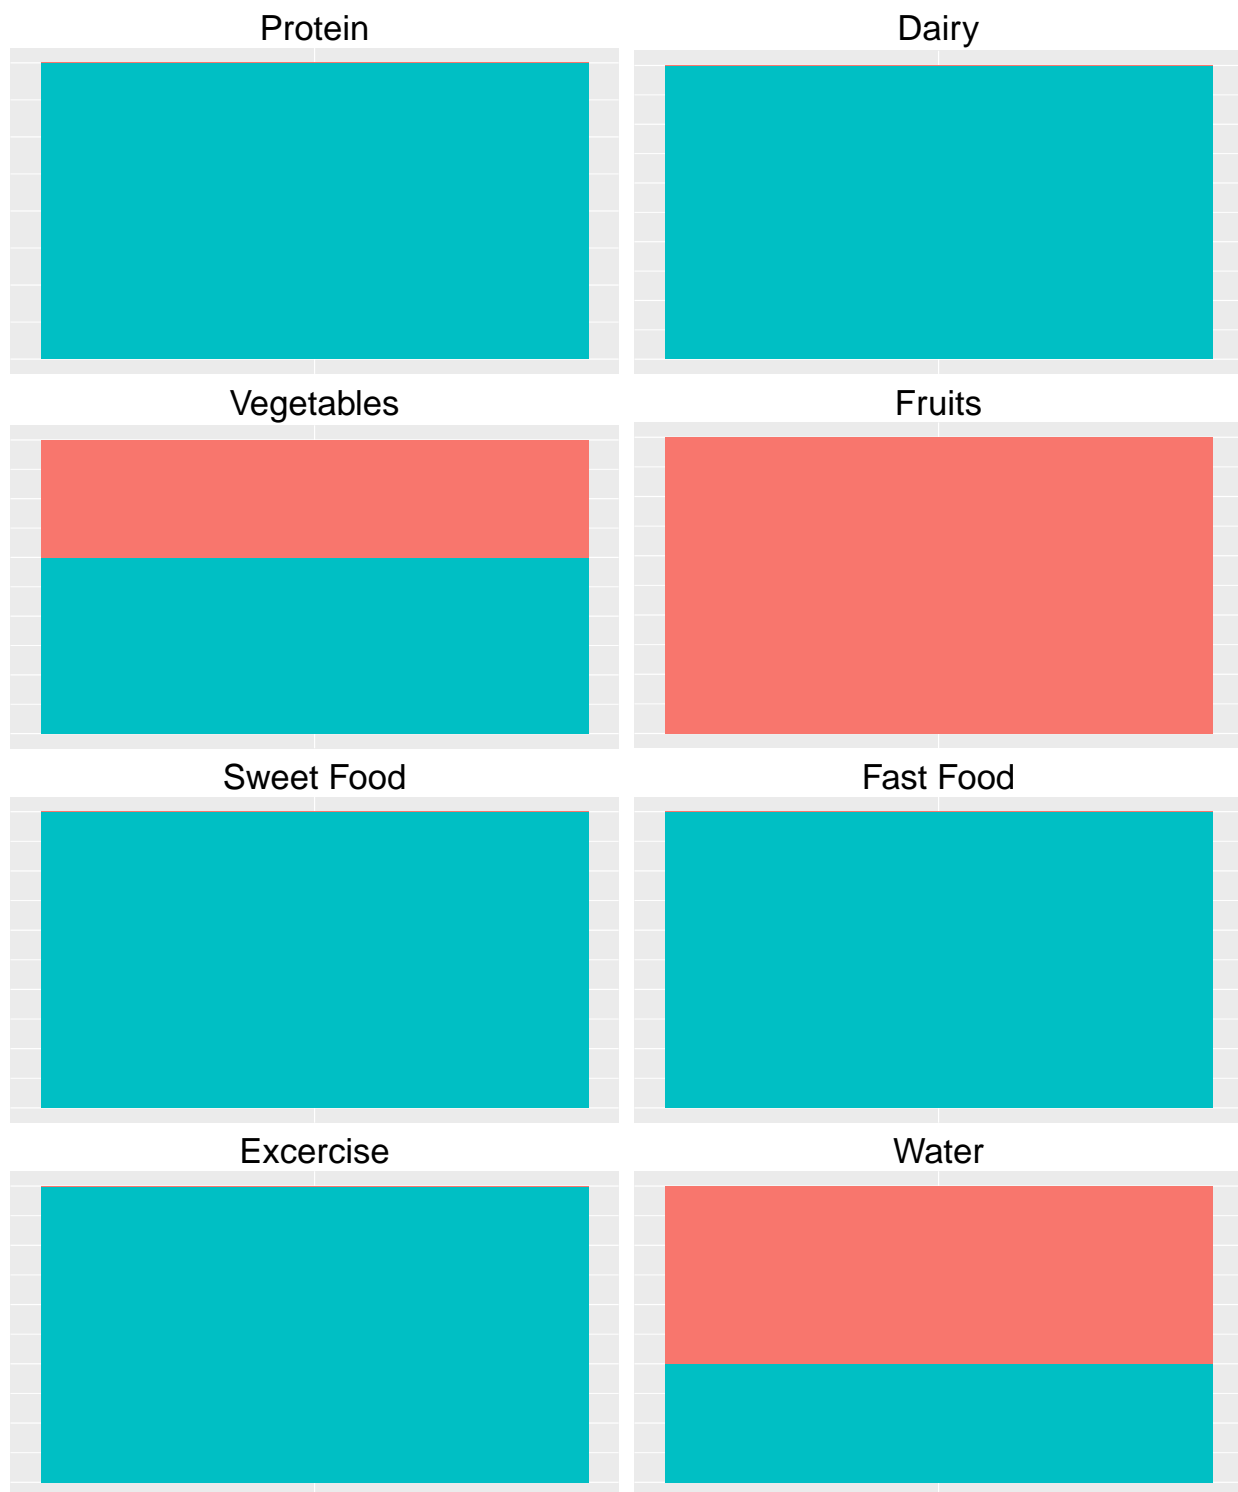 Protein
Dairy
Vegetables
Fruits
Sweet Food
Fast Food
Excercise
Water